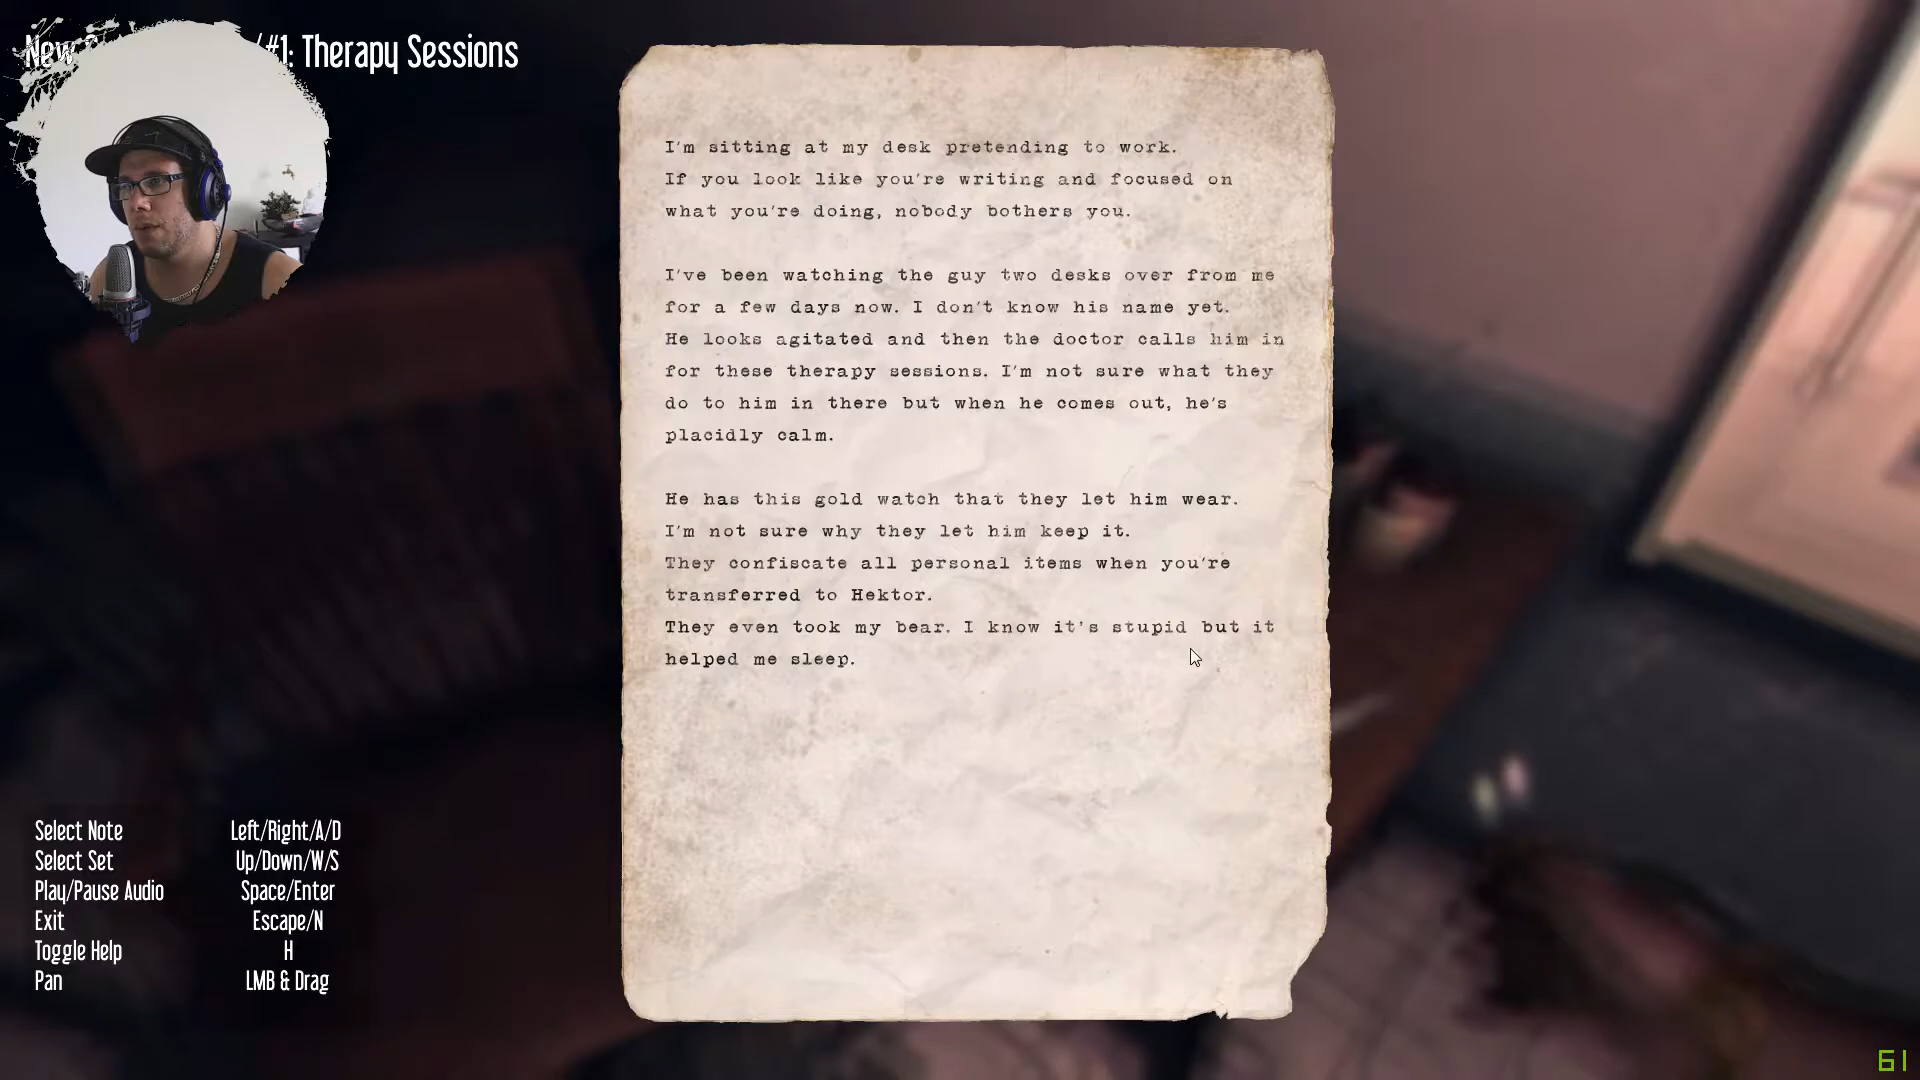 New /#1: Therapy Sessions
I'm sitting at my desk pretending to work.
If you look like you're writing and focused on
what you're doing, nobody bothers you.
I've been watching the guy two desks over from me
for a few days now. I don't know his name yet.
He looks agitated and then the doctor calls him in
for these therapy sessions. I'm not sure what they
do to him in there but when he comes out, he's
placidly calm.
He has this gold watch that they let him wear.
I'm not sure why they let him keep it.
They confiscate all personal items when you're
transferred to Hektor.
They even took my bear. I know it's stupid but it
helped me sleep.
Select Note Left/Right/A/D
Select Set Up/Down/W/S
Play/Pause Audio Space/Enter
Exit Escape/N
Toggle Help H
Pan LMB & Drag
61